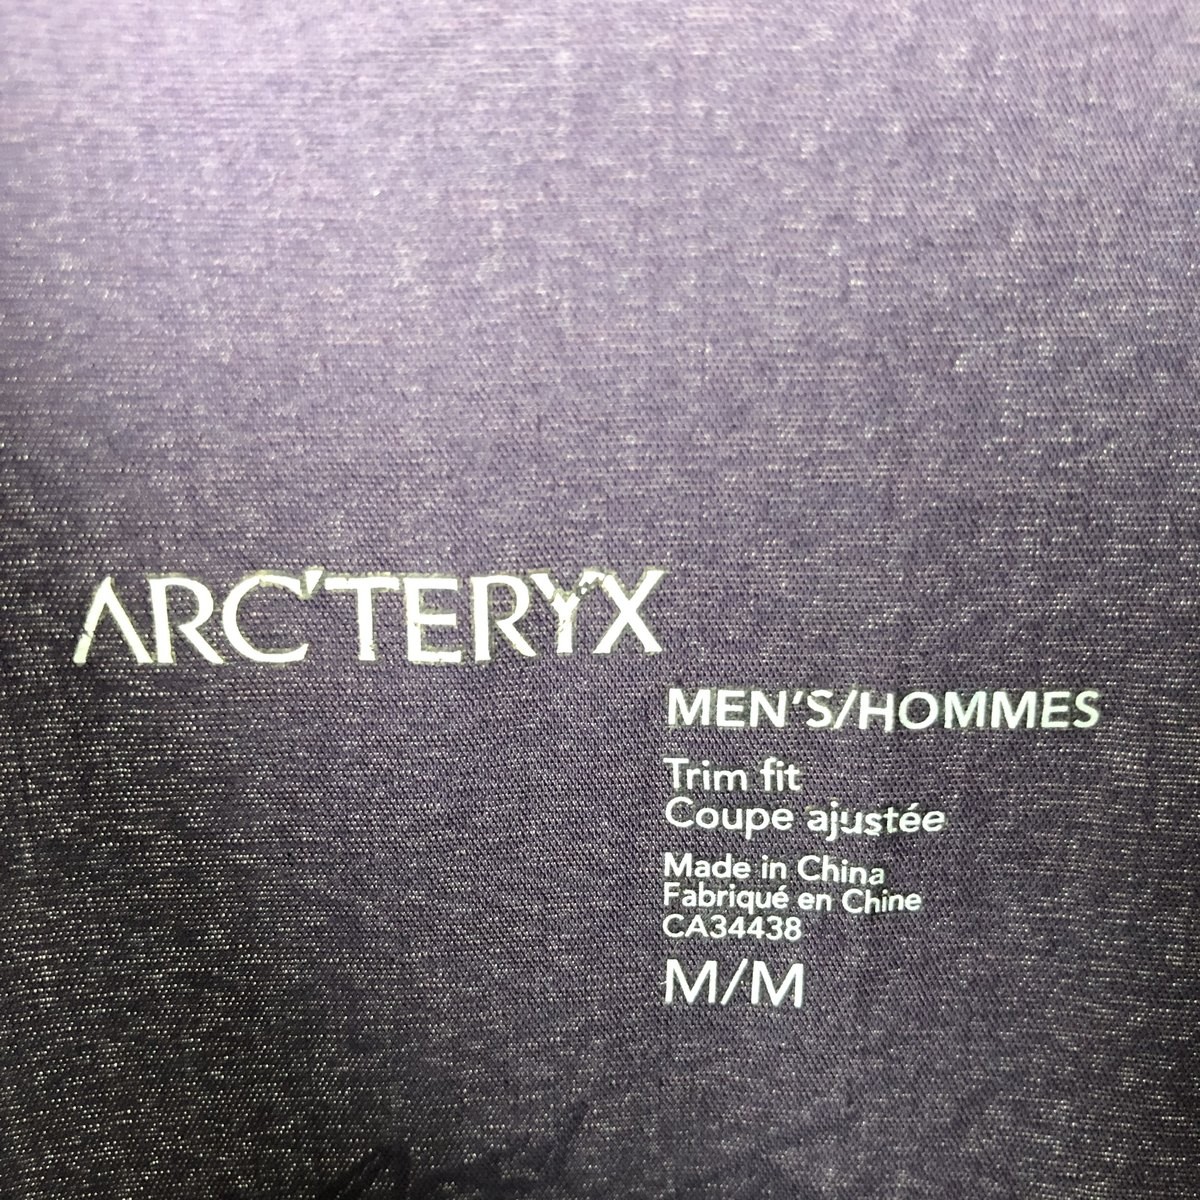 ARC'TERYX
MEN'S/HOMMES
Trim fit
Coupe ajustée
Made in China
Fabriqué en Chine
CA34438
M/M